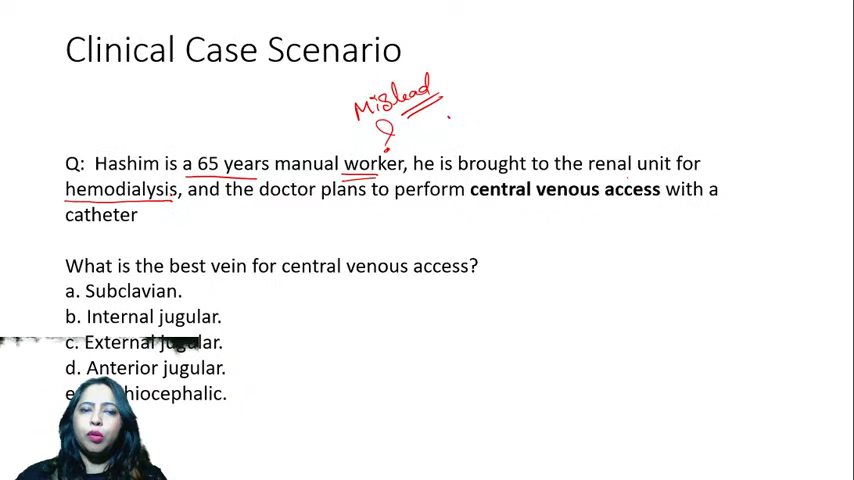 Clinical Case Scenario
Mislead
Q: Hashim is a 65 years manual worker, he is brought to the renal unit for
hemodialysis, and the doctor plans to perform central venous access with a
catheter
What is the best vein for central venous access?
a. Subclavian.
b. Internal jugular.
c. External jugular.
d. Anterior jugular.
e. hiocephalic.